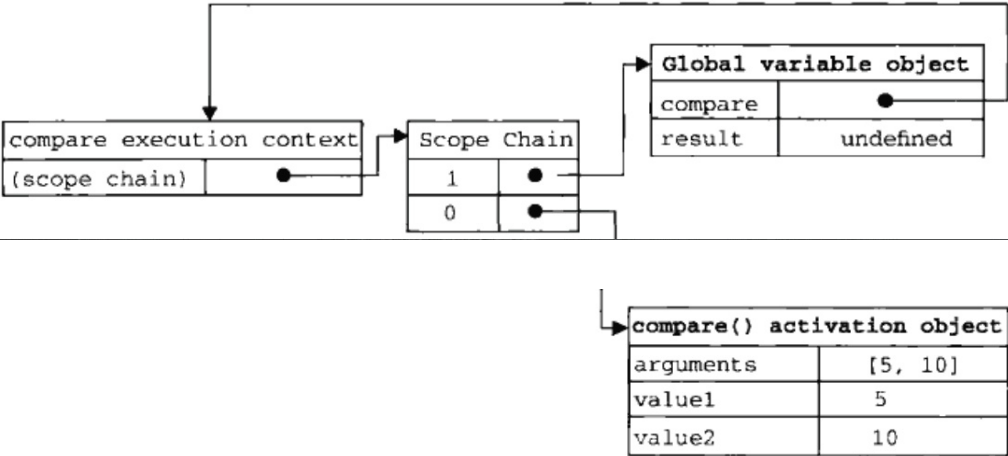 Global variable object
compare
result undefined
compare execution context
(scope chain)
Scope Chain
1
0
compare() activation object
arguments [5, 10]
value1 5
value2 10